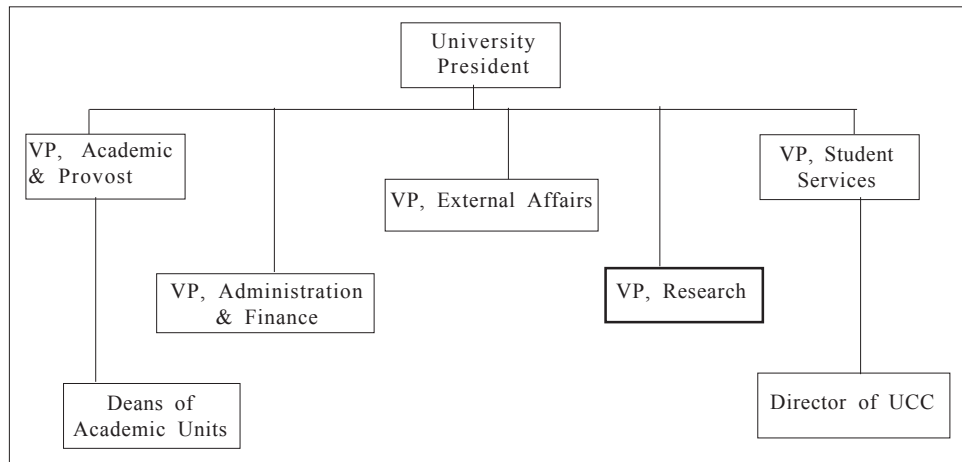 University
President
VP, Academic
& Provost
VP, External Affairs
VP, Student
Services
VP, Administration
& Finance
VP, Research
Deans of
Academic Units
Director of UCC